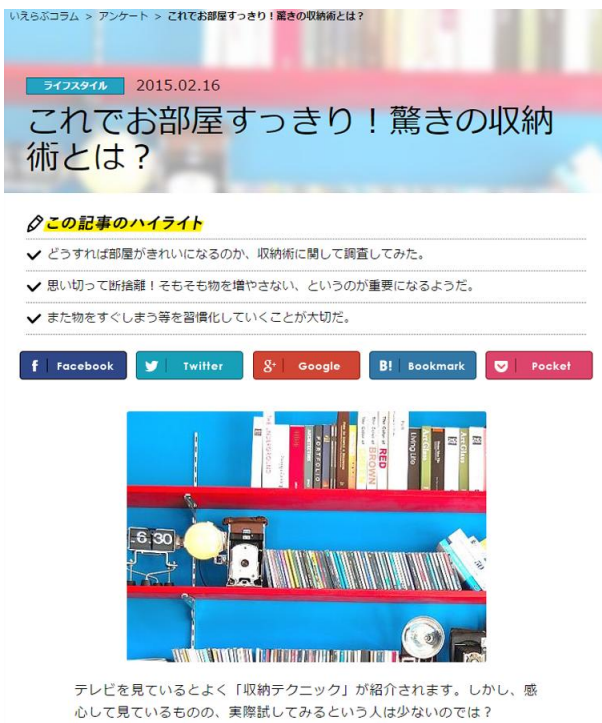 いえらぶコラム > アンケート > これでお部屋すっきり！驚きの収納術とは？
ライフスタイル 2015.02.16
これでお部屋すっきり！驚きの収納
術とは？
この記事のハイライト
どうすれば部屋がきれいになるのか、収納術に関して調査してみた。
思い切って断捨離！そもそも物を増やさない、というのが重要になるようだ。
また物をすぐしまう等を習慣化していくことが大切だ。
f Facebook
Twitter
g+ Google
B! Bookmark
Pocket
PORTFOLIO
The Color of BROWN
The Color of RED
Living Life
Art Glass
6 30
テレビを見ているとよく「収納テクニック」が紹介されます。しかし、感
心して見ているものの、実際試してみるという人は少ないのでは？